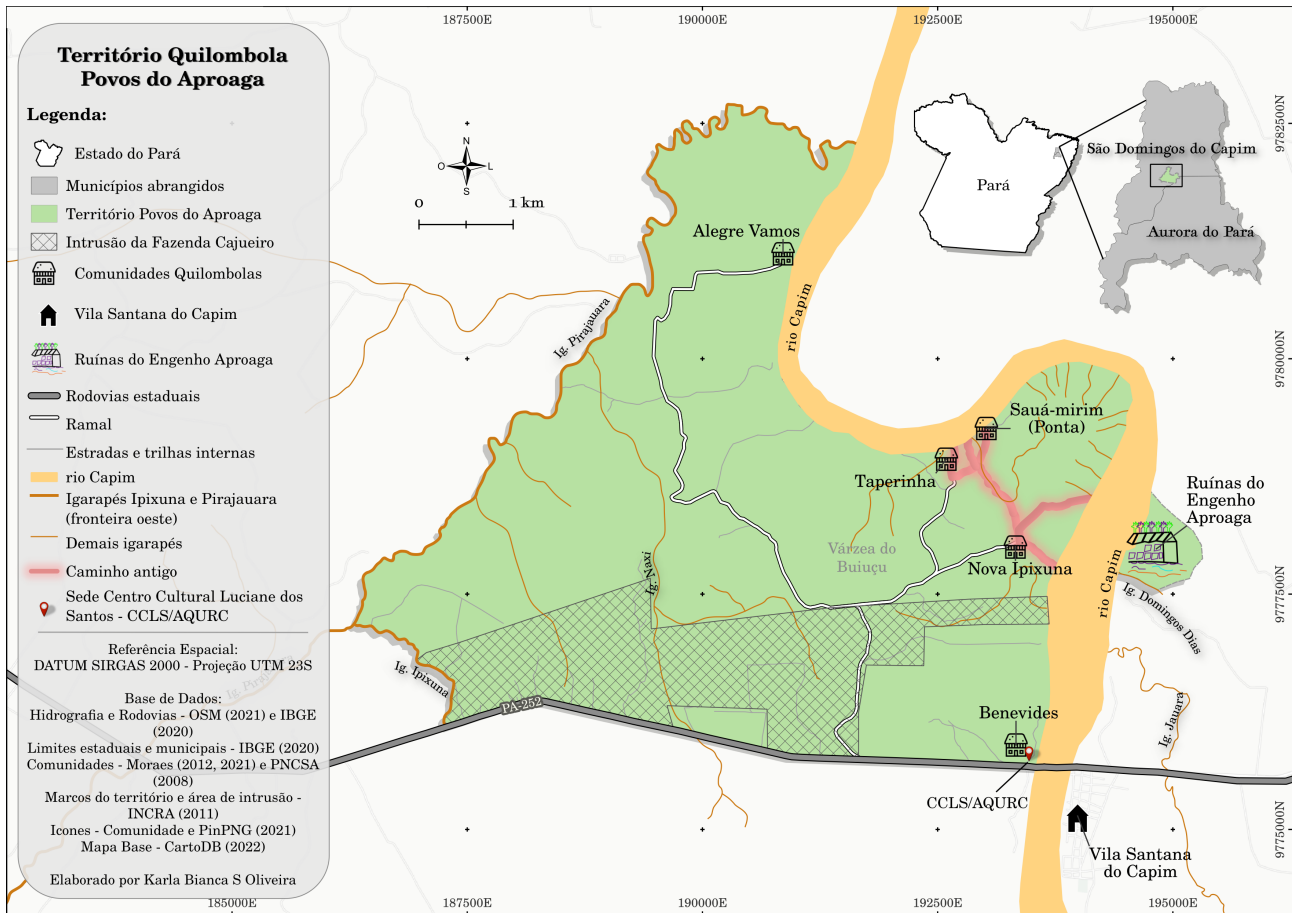 Território Quilombola
Povos do Aproaga
Legenda:
Estado do Pará
Municípios abrangidos
Território Povos do Aproaga
Intrusão da Fazenda Cajueiro
Comunidades Quilombolas
Vila Santana do Capim
Ruínas do Engenho Aproaga
Rodovias estaduais
Ramal
Estradas e trilhas internas
rio Capim
Igarapés Ipixuna e Pirajauara
(fronteira oeste)
Demais igarapés
Caminho antigo
Sede Centro Cultural Luciane dos
Santos - CCLS/AQURC
Referência Espacial:
DATUM SIRGAS 2000 - Projeção UTM 23S
Base de Dados:
Hidrografia e Rodovias - OSM (2021) e IBGE
(2020)
Limites estaduais e municipais - IBGE (2020)
Comunidades - Moraes (2012, 2021) e PNCSA
(2008)
Marcos do território e área de intrusão -
INCRA (2011)
Icones - Comunidade e PinPNG (2021)
Mapa Base - CartoDB (2022)
Elaborado por Karla Bianca S Oliveira
187500E
190000E
192500E
195000E
N
O
L
S
0
1 km
Pará
São Domingos do Capim
Aurora do Pará
9782500N
9780000N
9777500N
9775000N
Alegre Vamos
rio Capim
Ig. Pirajauara
Sauá-mirim
(Ponta)
Taperinha
Ruínas do
Engenho
Aproaga
Várzea do
Buiuçu
Nova Ipixuna
Ig. Naxi
rio Capim
Ig. Domingos Dias
Ig. Ipixuna
Ig. Pirajauara
PA-252
Benevides
Ig. Jauara
CCLS/AQURC
Vila Santana
do Capim
185000E
187500E
190000E
192500E
195000E